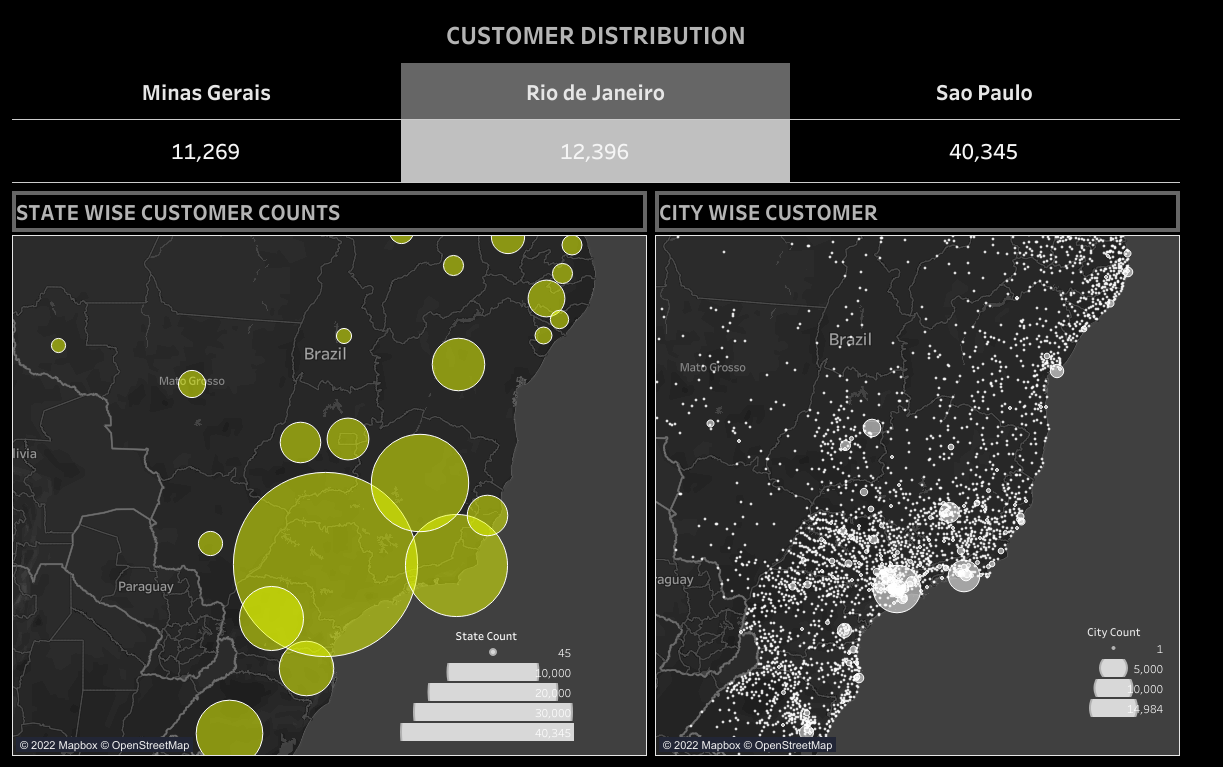 CUSTOMER DISTRIBUTION
Minas Gerais Rio de Janeiro Sao Paulo
11,269 12,396 40,345
STATE WISE CUSTOMER COUNTS
Brazil
Mato Grosso
livia
Paraguay
State Count
45
10,000
20,000
30,000
40,345
© 2022 Mapbox © OpenStreetMap
CITY WISE CUSTOMER
Brazil
Mato Grosso
raguay
City Count
1
5,000
10,000
14,984
© 2022 Mapbox © OpenStreetMap